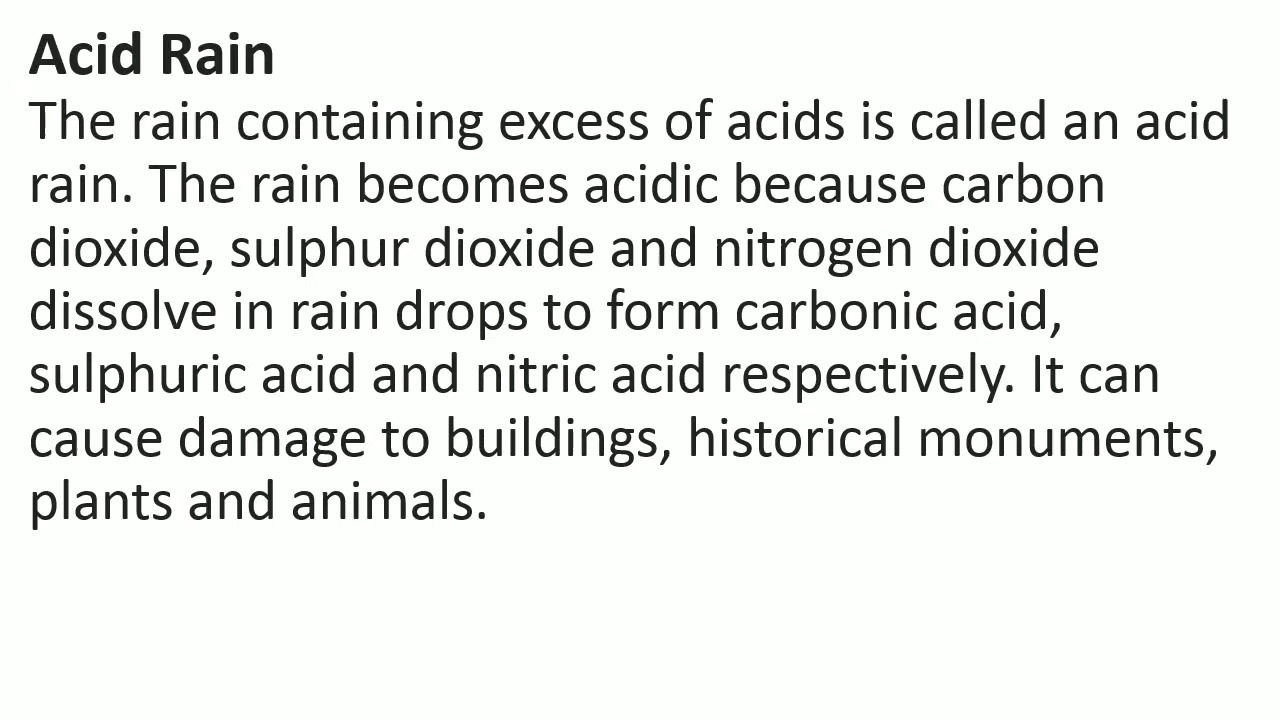 Acid Rain
The rain containing excess of acids is called an acid
rain. The rain becomes acidic because carbon
dioxide, sulphur dioxide and nitrogen dioxide
dissolve in rain drops to form carbonic acid,
sulphuric acid and nitric acid respectively. It can
cause damage to buildings, historical monuments,
plants and animals.